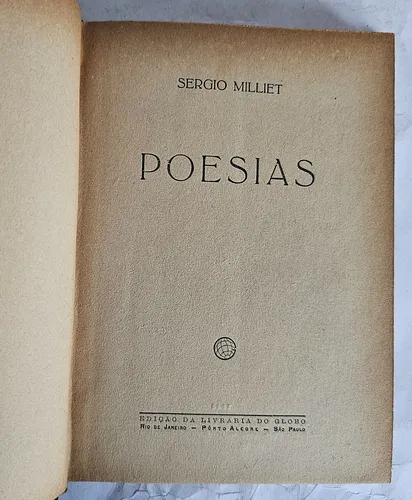 SERGIO MILLIET
POESIAS
EDIÇÃO DA LIVRARIA DO GLOBO
RIO DE JANEIRO — PÔRTO ALEGRE — SÃO PAULO